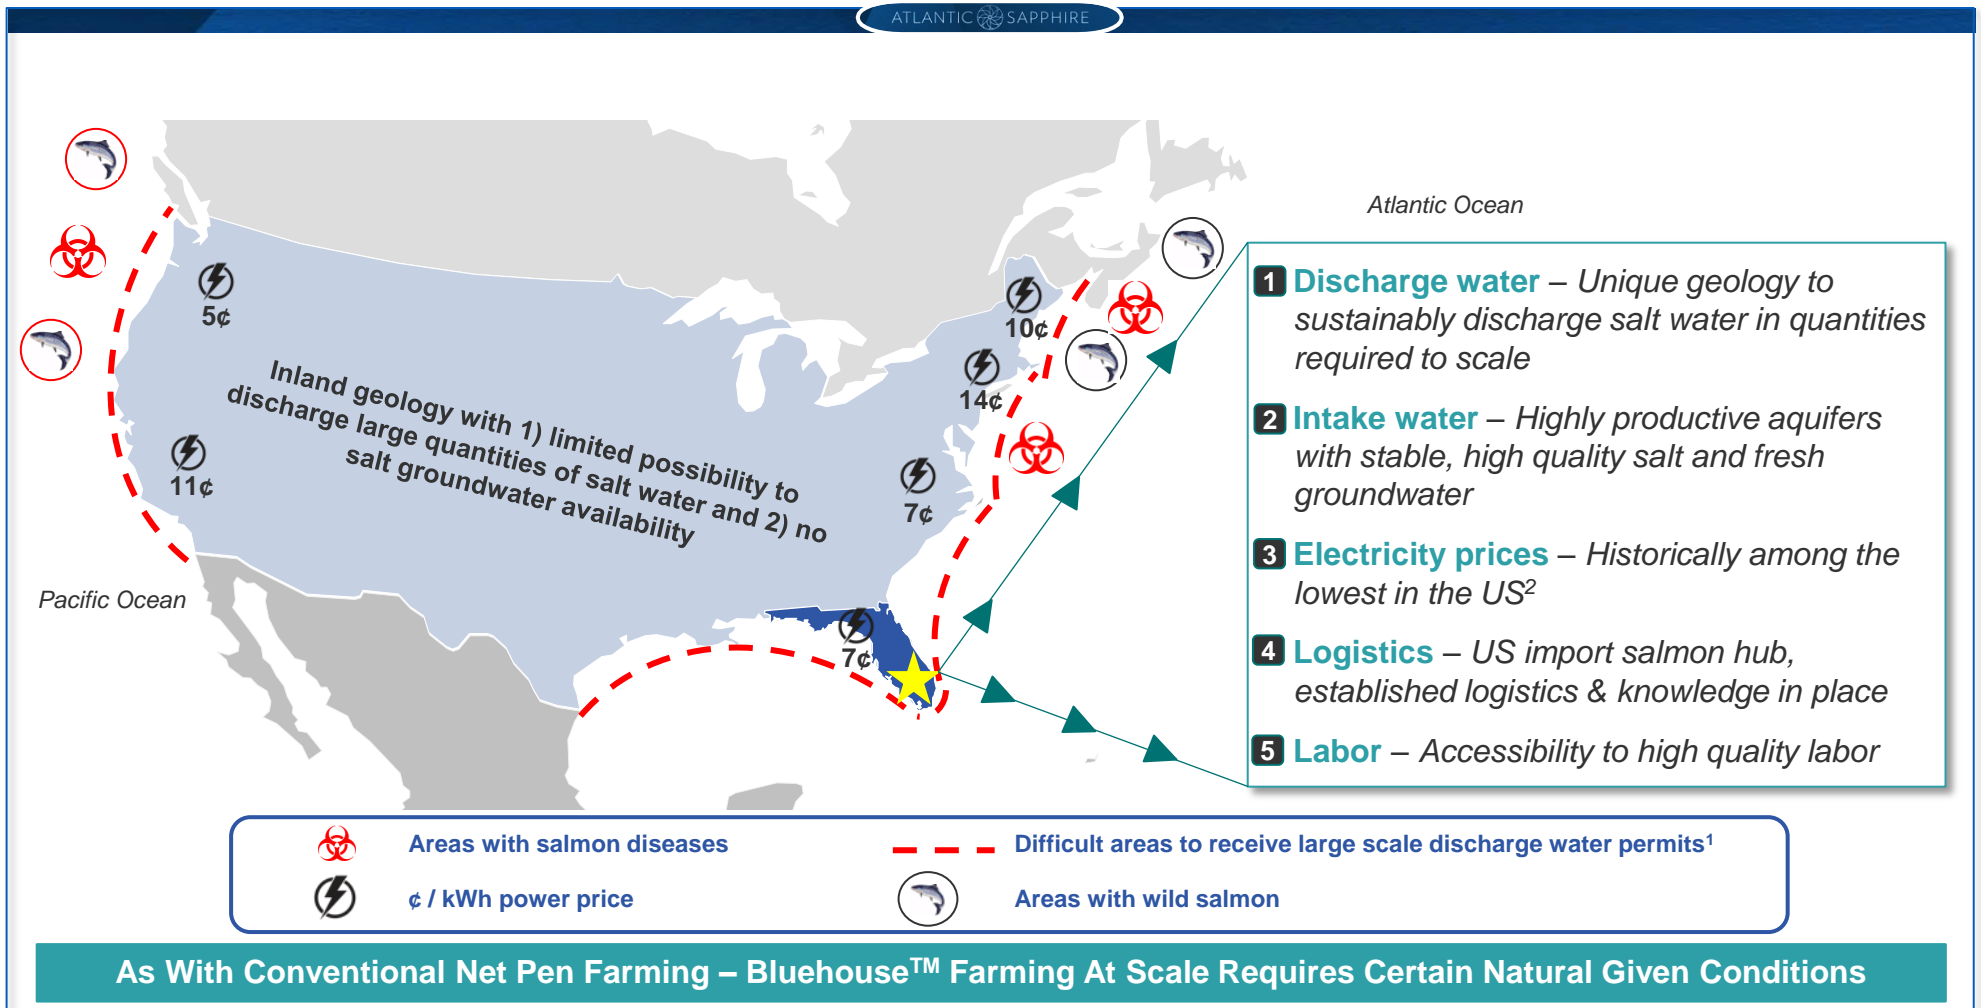 ATLANTIC SAPPHIRE
Atlantic Ocean
5¢
10¢
14¢
11¢
7¢
7¢
Inland geology with 1) limited possibility to
discharge large quantities of salt water and 2) no
salt groundwater availability
Pacific Ocean
1 Discharge water – Unique geology to
sustainably discharge salt water in quantities
required to scale
2 Intake water – Highly productive aquifers
with stable, high quality salt and fresh
groundwater
3 Electricity prices – Historically among the
lowest in the US²
4 Logistics – US import salmon hub,
established logistics & knowledge in place
5 Labor – Accessibility to high quality labor
Areas with salmon diseases
Difficult areas to receive large scale discharge water permits¹
¢ / kWh power price
Areas with wild salmon
As With Conventional Net Pen Farming – Bluehouse™ Farming At Scale Requires Certain Natural Given Conditions